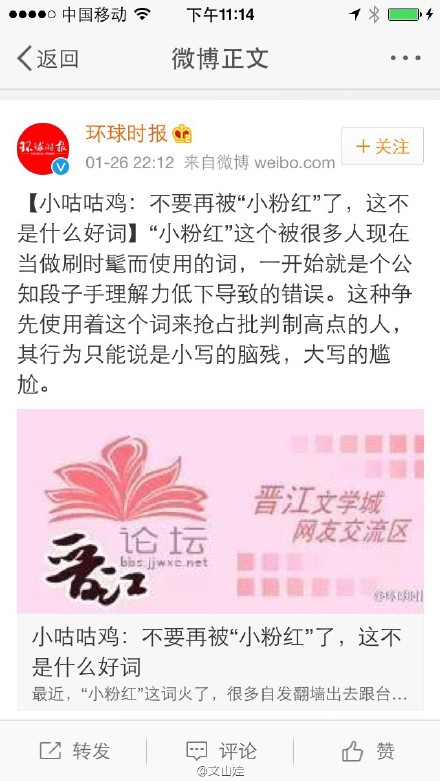 中国移动 下午11:14
返回 微博正文
环球时报
环球时报
01-26 22:12 来自微博 weibo.com
+关注
【小咕咕鸡：不要再被“小粉红”了，这不
是什么好词】“小粉红”这个被很多人现在
当做刷时髦而使用的词，一开始就是个公
知段子手理解力低下导致的错误。这种争
先使用着这个词来抢占批判制高点的人，
其行为只能说是小写的脑残，大写的尴
尬。
晋江
论坛
bbs.jjwxc.net
晋江文学城
网友交流区
@环球时报
小咕咕鸡：不要再被“小粉红”了，这不
是什么好词
最近，“小粉红”这词火了，很多自发翻墙出去跟台...
转发 评论 赞
@文山娃